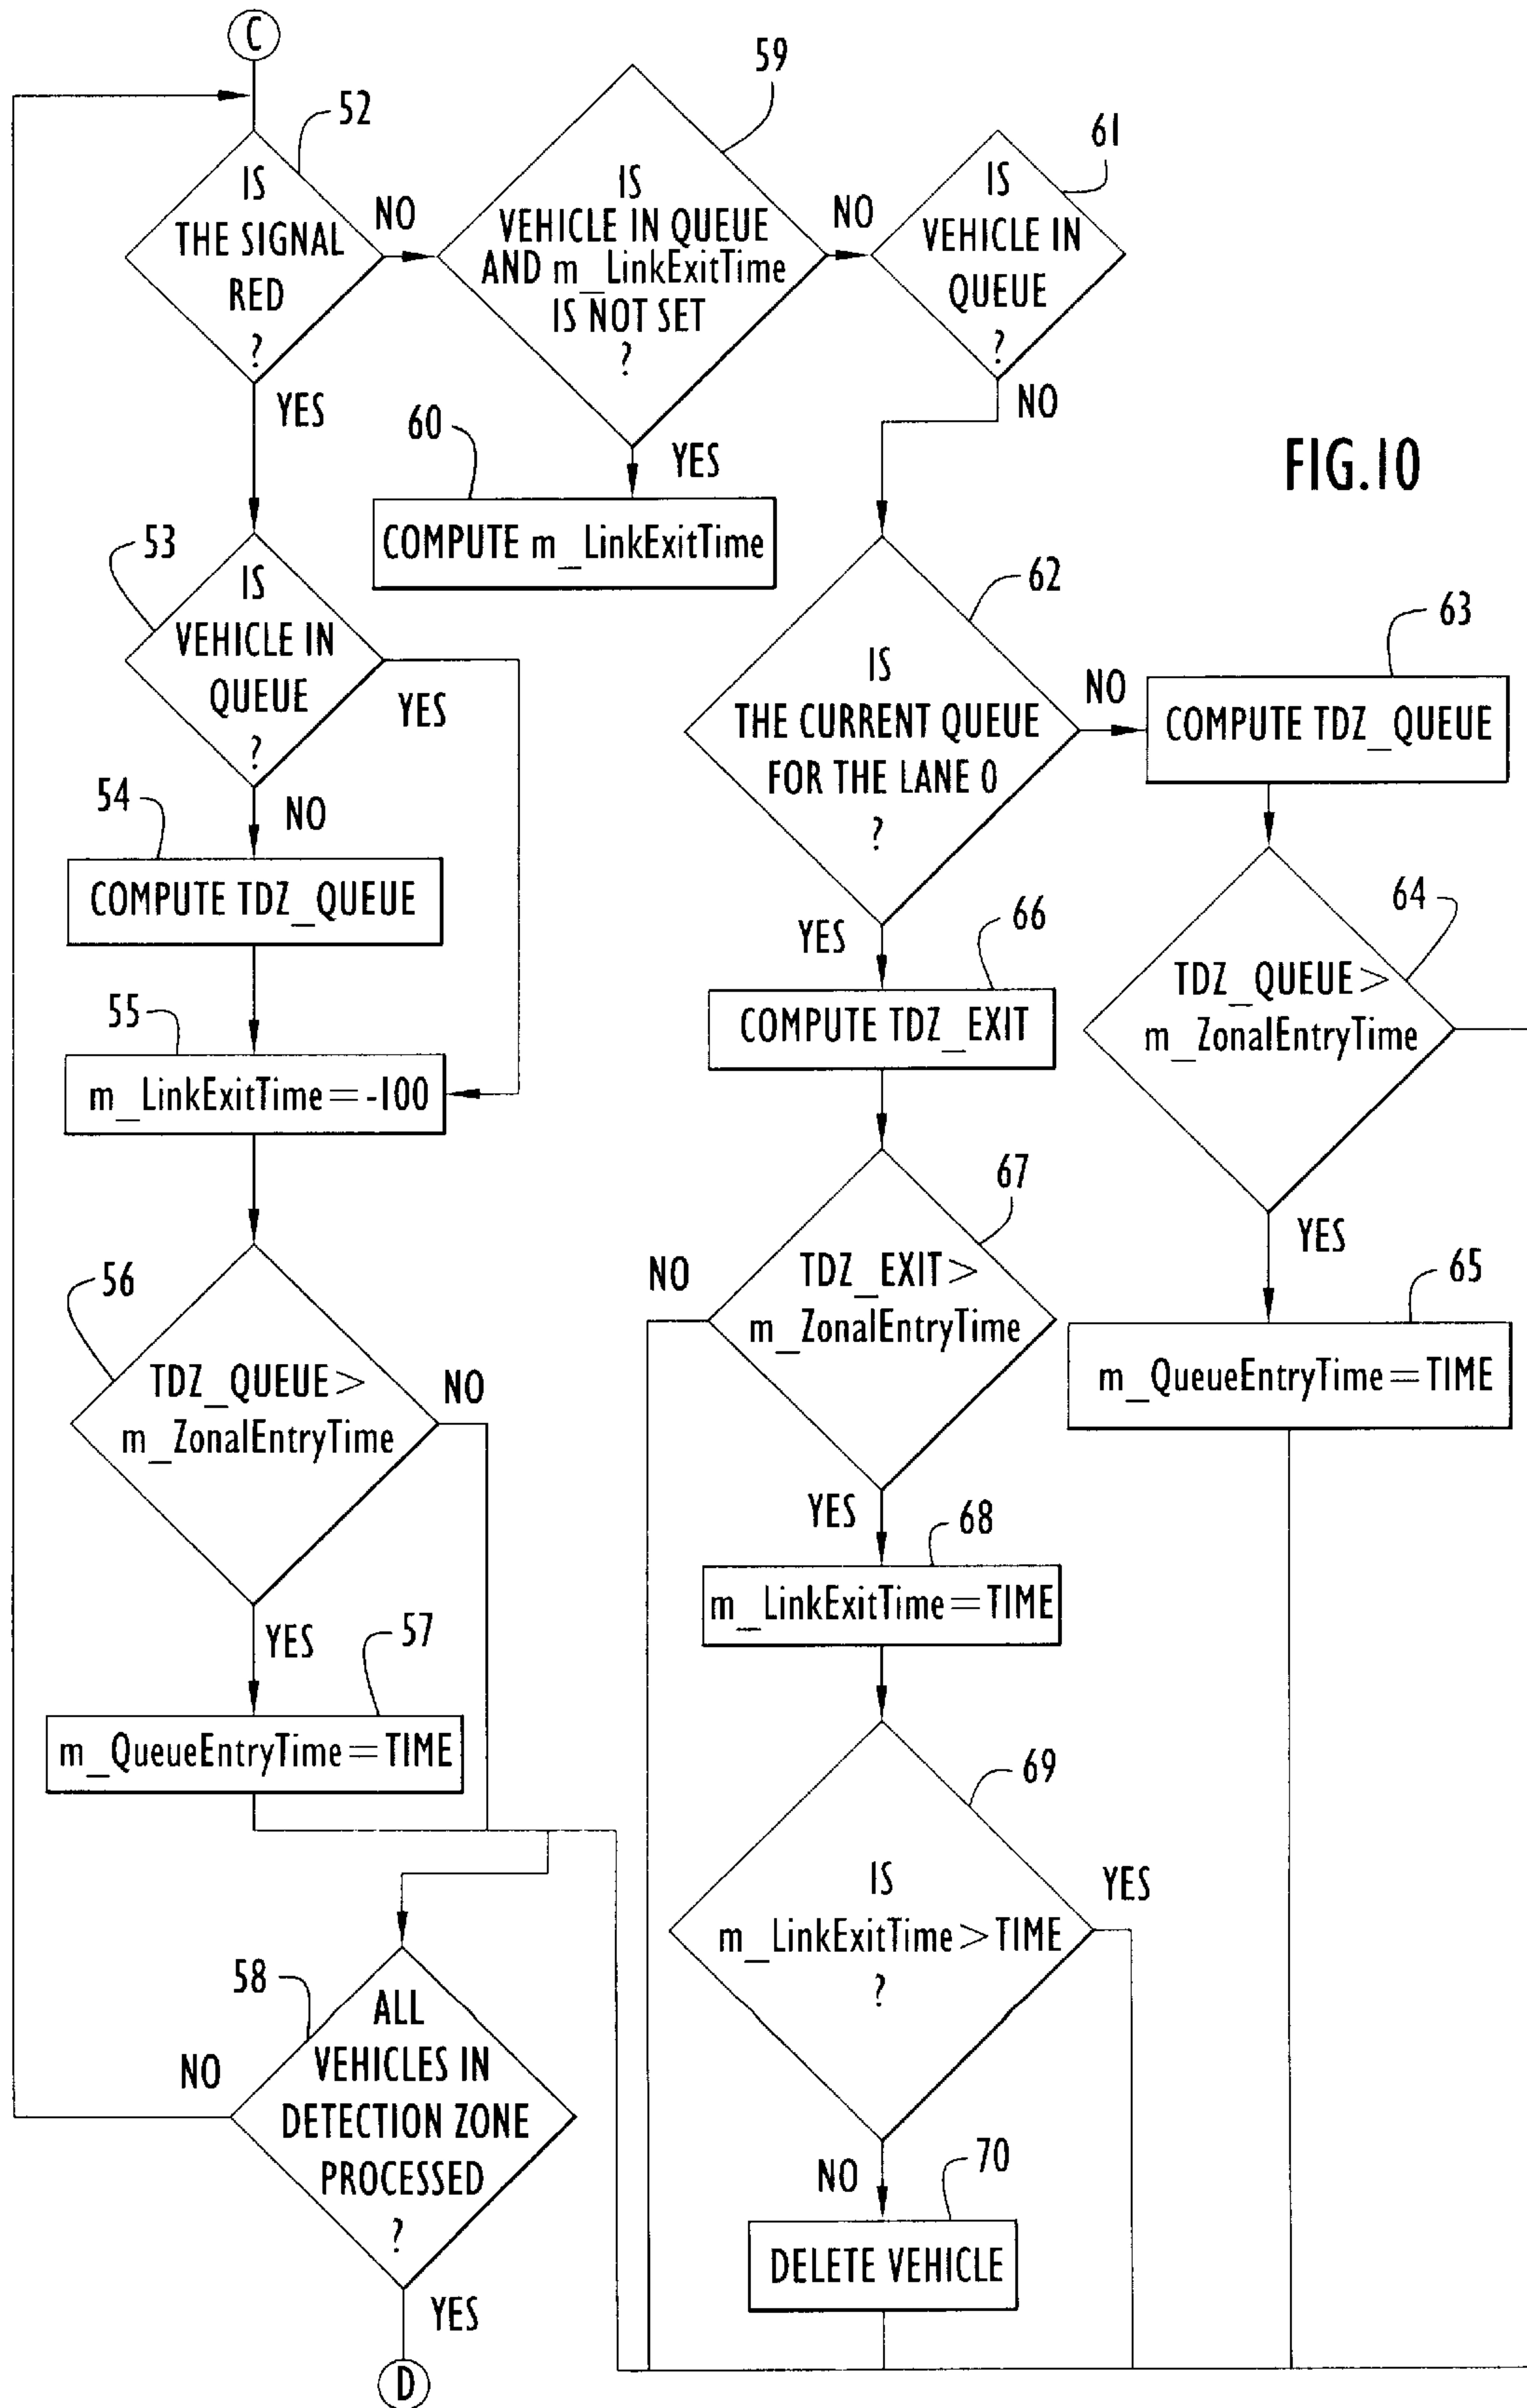 C
52
IS
THE SIGNAL
RED
?
NO
YES
59
IS
VEHICLE IN QUEUE
AND m_LinkExitTime
IS NOT SET
?
NO
YES
61
IS
VEHICLE IN
QUEUE
?
NO
60
COMPUTE m_LinkExitTime
FIG.10
53
IS
VEHICLE IN
QUEUE
?
YES
NO
54
COMPUTE TDZ_QUEUE
55
m_LinkExitTime=-100
56
TDZ_QUEUE>
m_ZonalEntryTime
NO
YES
57
m_QueueEntryTime=TIME
58
ALL
VEHICLES IN
DETECTION ZONE
PROCESSED
?
NO
YES
D
62
IS
THE CURRENT QUEUE
FOR THE LANE 0
?
NO
YES
63
COMPUTE TDZ_QUEUE
64
TDZ_QUEUE>
m_ZonalEntryTime
YES
65
m_QueueEntryTime=TIME
66
COMPUTE TDZ_EXIT
67
TDZ_EXIT>
m_ZonalEntryTime
NO
YES
68
m_LinkExitTime=TIME
69
IS
m_LinkExitTime>TIME
?
YES
NO
70
DELETE VEHICLE